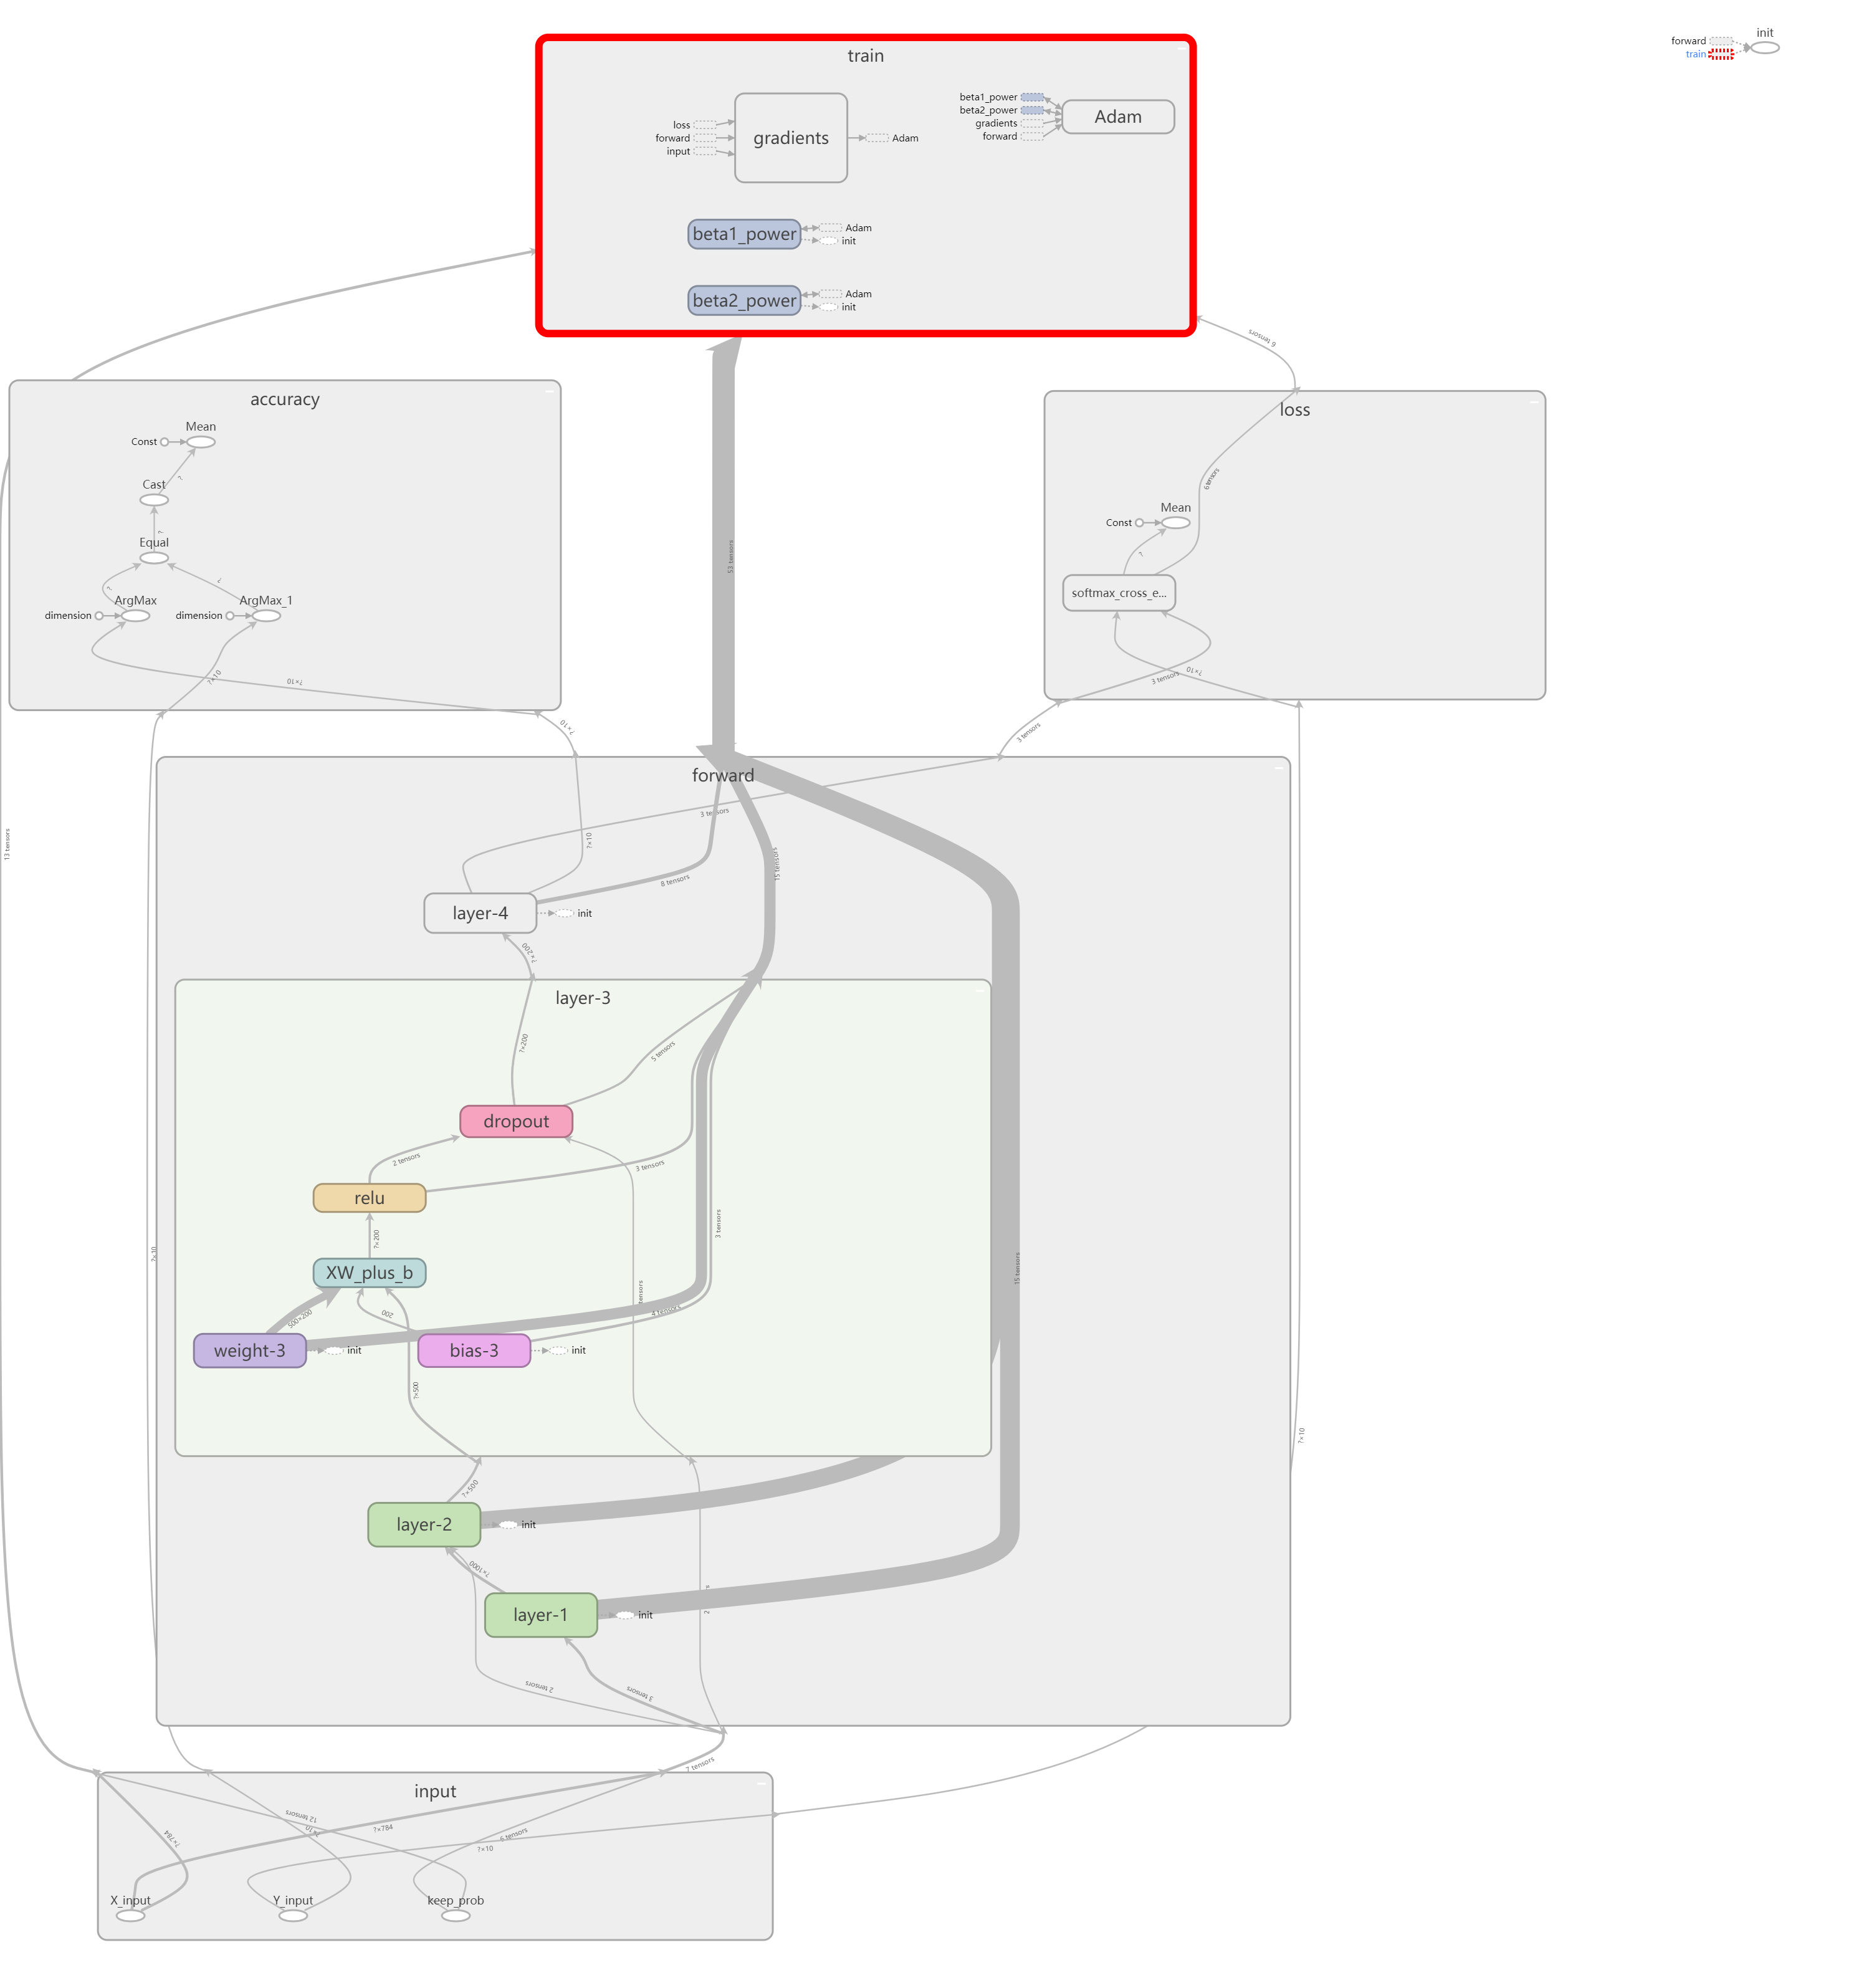 train
forward
train
init
loss
forward
input
gradients
Adam
beta1_power
beta2_power
gradients
forward
Adam
beta1_power
Adam
init
beta2_power
Adam
init
6 tensors
accuracy
Mean
Const
?
Cast
?
Equal
?
?
dimension
ArgMax
dimension
ArgMax_1
?×10
?×10
loss
6 tensors
Mean
Const
?
softmax_cross_e...
3 tensors
?×10
53 tensors
?×10
3 tensors
forward
3 tensors
?×10
13 tensors
8 tensors
15 tensors
layer-4
init
?×200
layer-3
?×200
5 tensors
dropout
2 tensors
3 tensors
relu
?×200
3 tensors
XW_plus_b
500×200
200
tensors
4 tensors
weight-3
init
bias-3
init
?×500
15 tensors
?×10
?×10
?×500
layer-2
init
?×1000
layer-1
init
2 tensors
3 tensors
7 tensors
input
12 tensors
?×784
?×10
?×784
6 tensors
?×10
X_input
Y_input
keep_prob